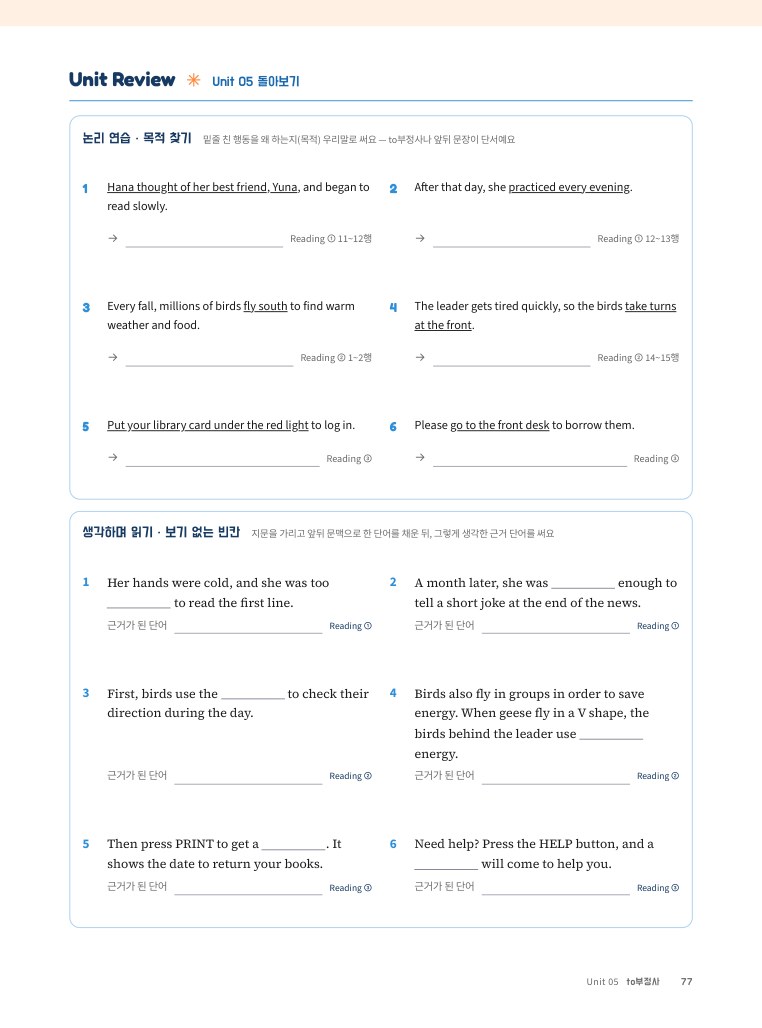 Unit Review ✳ Unit 05 돌아보기
논리 연습 · 목적 찾기 밑줄 친 행동을 왜 하는지(목적) 우리말로 써요 — to부정사나 앞뒤 문장이 단서예요
1 Hana thought of her best friend, Yuna, and began to
read slowly.
→ Reading ① 11~12행
2 After that day, she practiced every evening.
→ Reading ① 12~13행
3 Every fall, millions of birds fly south to find warm
weather and food.
→ Reading ② 1~2행
4 The leader gets tired quickly, so the birds take turns
at the front.
→ Reading ② 14~15행
5 Put your library card under the red light to log in.
→ Reading ③
6 Please go to the front desk to borrow them.
→ Reading ③
생각하며 읽기 · 보기 없는 빈칸 지문을 가리고 앞뒤 문맥으로 한 단어를 채운 뒤, 그렇게 생각한 근거 단어를 써요
1 Her hands were cold, and she was too
__________ to read the first line.
근거가 된 단어 Reading ①
2 A month later, she was __________ enough to
tell a short joke at the end of the news.
근거가 된 단어 Reading ①
3 First, birds use the __________ to check their
direction during the day.
근거가 된 단어 Reading ②
4 Birds also fly in groups in order to save
energy. When geese fly in a V shape, the
birds behind the leader use __________
energy.
근거가 된 단어 Reading ②
5 Then press PRINT to get a __________. It
shows the date to return your books.
근거가 된 단어 Reading ③
6 Need help? Press the HELP button, and a
__________ will come to help you.
근거가 된 단어 Reading ③
Unit 05 to부정사 77